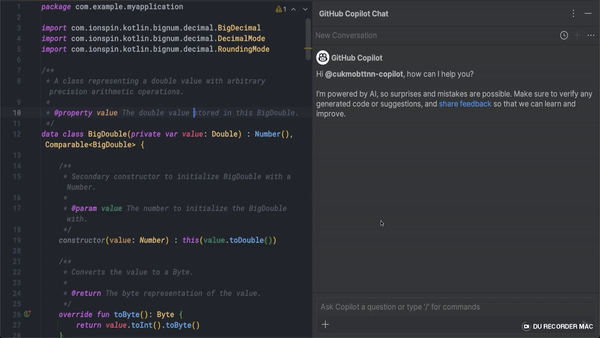 1 package com.example.myapplication
1
2
3 import com.ionspin.kotlin.bignum.decimal.BigDecimal
4 import com.ionspin.kotlin.bignum.decimal.DecimalMode
5 import com.ionspin.kotlin.bignum.decimal.RoundingMode
6
7 /**
8 * A class representing a double value with arbitrary
precision arithmetic operations.
9 *
10 * @property value The double value stored in this BigDouble.
11 */
12 data class BigDouble(private var value: Double) : Number(),
Comparable<BigDouble> {
13
14 /**
15 * Secondary constructor to initialize BigDouble with a
Number.
16 *
17 * @param value The number to initialize the BigDouble
with.
18 */
19 constructor(value: Number) : this(value.toDouble())
20
21 /**
22 * Converts a value to a Byte.
23 *
24 * @return The byte representation of the value.
25 */
26 override fun toByte(): Byte {
27 return value.toInt().toByte()
28 }
GitHub Copilot Chat
New Conversation
GitHub Copilot
Hi @cukmobttnn-copilot, how can I help you?
I'm powered by AI, so surprises and mistakes are possible. Make sure to verify any
generated code or suggestions, and share feedback so that we can learn and
improve.
Ask Copilot a question or type '/' for commands
DU RECORDER MAC